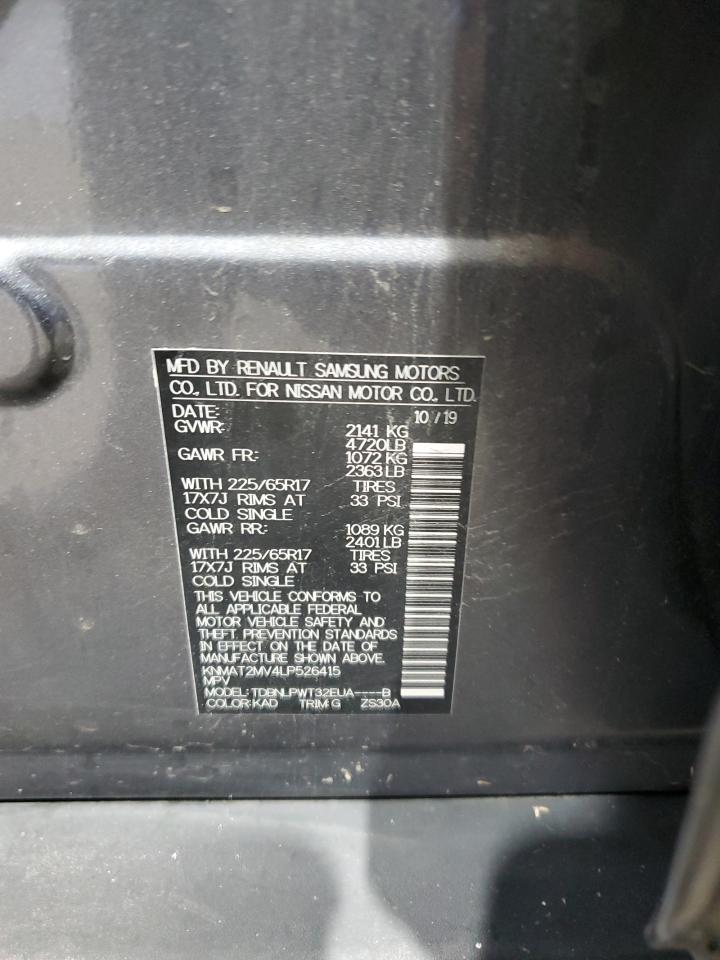 MFD BY RENAULT SAMSUNG MOTORS
CO., LTD. FOR NISSAN MOTOR CO., LTD.
DATE: 10 / 19
GVWR: 2141 KG
4720LB
GAWR FR: 1072 KG
2363LB
WITH 225/65R17 TIRES
17X7J RIMS AT 33 PSI
COLD SINGLE
GAWR RR: 1089 KG
2401LB
WITH 225/65R17 TIRES
17X7J RIMS AT 33 PSI
COLD SINGLE
THIS VEHICLE CONFORMS TO
ALL APPLICABLE FEDERAL
MOTOR VEHICLE SAFETY AND
THEFT PREVENTION STANDARDS
IN EFFECT ON THE DATE OF
MANUFACTURE SHOWN ABOVE.
KNMAT2MV4LP526415
MPV
MODEL: TDBNLPWT32EUA----B
COLOR:KAD TRIM:G ZS30A